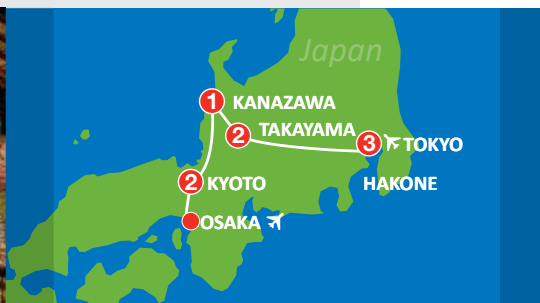 Japan
1 KANAZAWA
2 TAKAYAMA
3 TOKYO
2 KYOTO
HAKONE
OSAKA